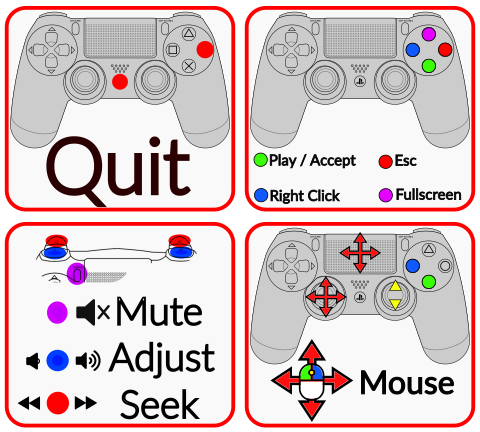 Quit
Play / Accept
Esc
Right Click
Fullscreen
Mute
Adjust
Seek
Mouse